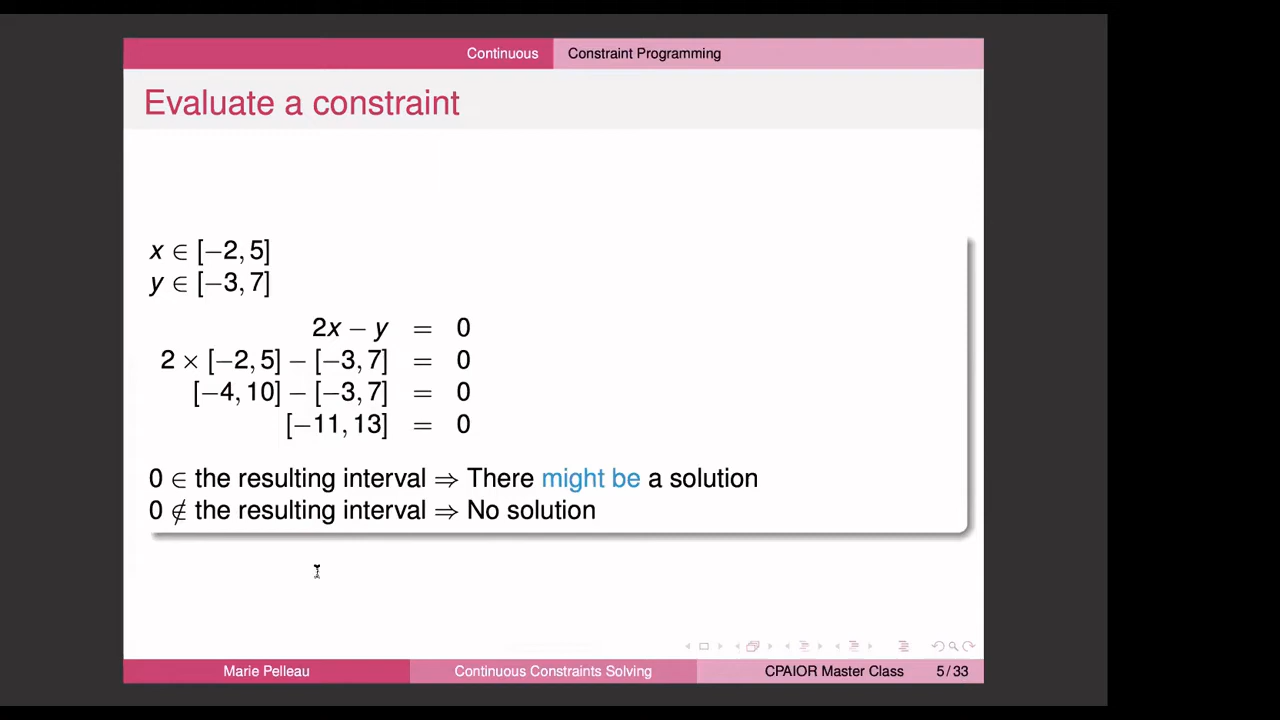 Continuous Constraint Programming
Evaluate a constraint
x ∈ [−2, 5]
y ∈ [−3, 7]
2x − y = 0
2 × [−2, 5] − [−3, 7] = 0
[−4, 10] − [−3, 7] = 0
[−11, 13] = 0
0 ∈ the resulting interval ⇒ There might be a solution
0 ∉ the resulting interval ⇒ No solution
Marie Pelleau Continuous Constraints Solving CPAIOR Master Class 5 / 33